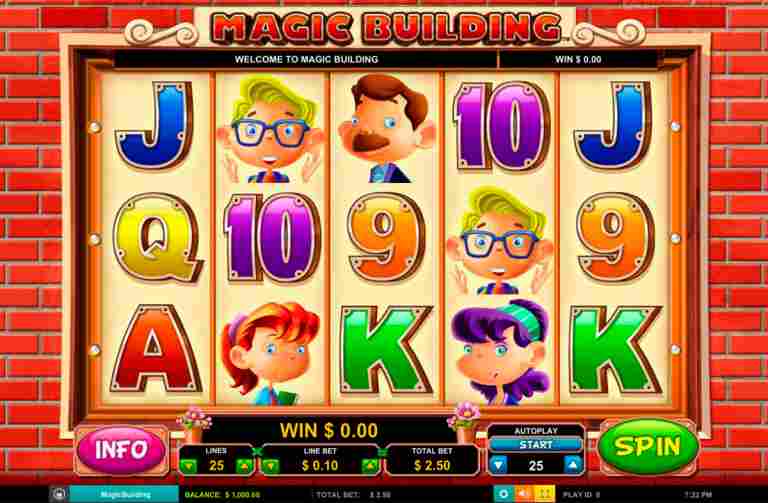 MAGIC BUILDING
WELCOME TO MAGIC BUILDING
WIN $ 0.00
J
10
J
Q
10
9
9
A
K
K
WIN $ 0.00
INFO
LINES
25
LINE BET
$ 0.10
TOTAL BET
$ 2.50
AUTOPLAY
START
25
SPIN
MagicBuilding
BALANCE: $ 1,000.00
TOTAL BET: £ 2.50
PLAY ID 0
7:22 PM